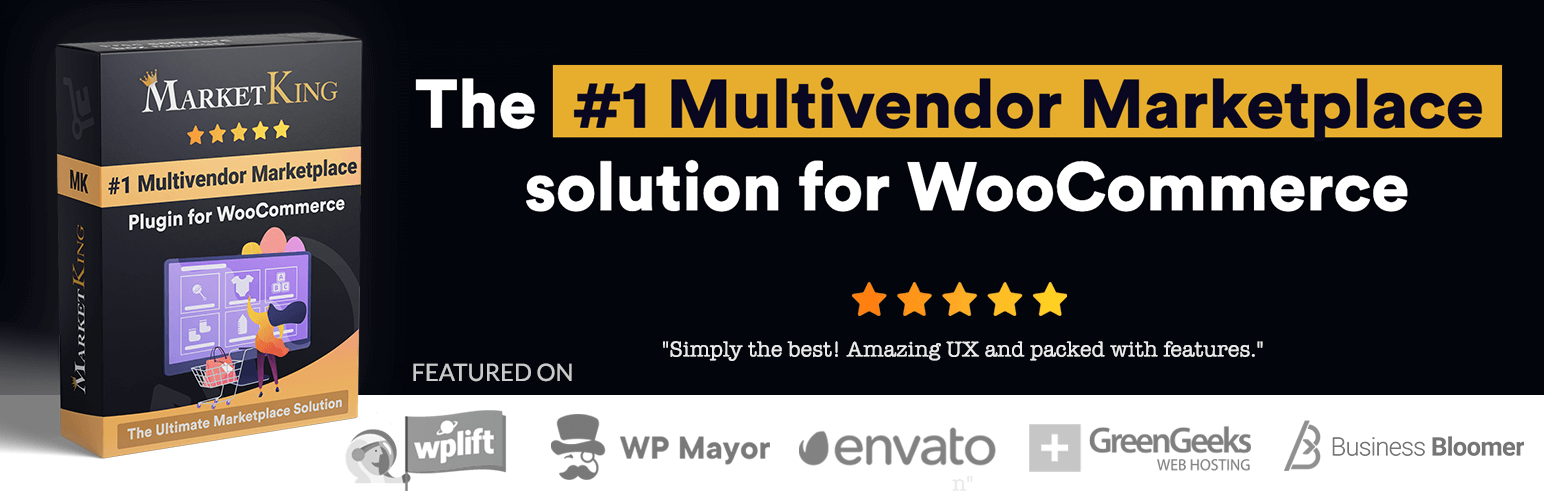 MARKETKING
#1 Multivendor Marketplace
Plugin for WooCommerce
ABC
The Ultimate Marketplace Solution
MK
MARKETKING
The #1 Multivendor Marketplace
solution for WooCommerce
"Simply the best! Amazing UX and packed with features."
FEATURED ON
wplift
WP Mayor
envato
GreenGeeks
WEB HOSTING
Business Bloomer
n"